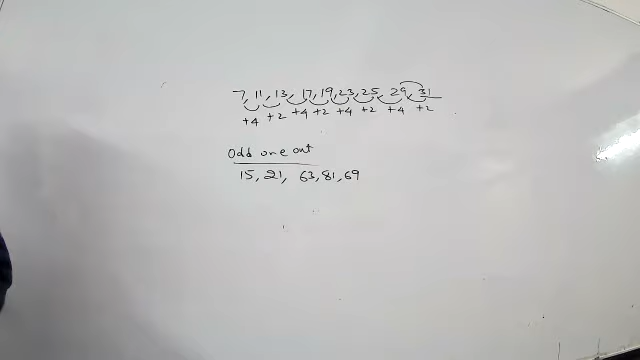 7, 11, 13, 17, 19, 23, 25, 29, 31
+4 +2 +4 +2 +4 +2 +4 +2
Odd one out
15, 21, 63, 81, 69